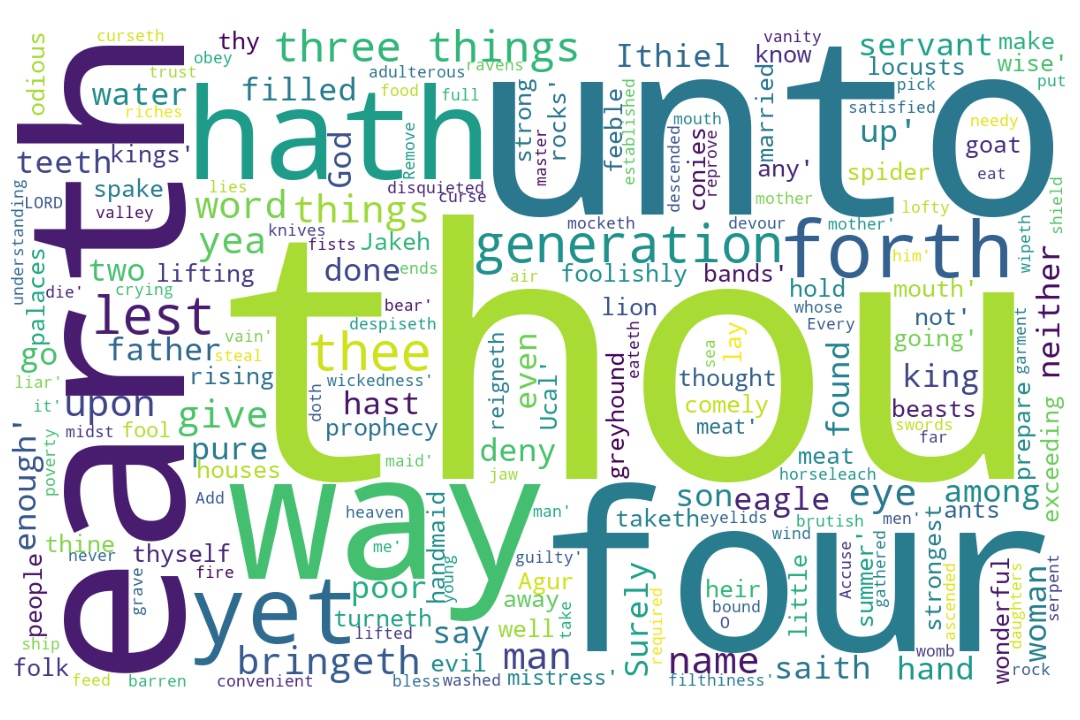 odious
curseth
obey
thy
three things
Ithiel
know
vanity
servant
make
trust
adulterous
ravens
locusts
wise'
water
riches
filled
food
full
pick
put
earth
hath
unto
God
Remove
strong
master
rocks'
feeble
established
mouth
descended
conies
reprove
married
satisfied
up'
needy
goat
eat
teeth
kings'
any'
spider
understanding
LORD
spake
valley
lies
disquieted
curse
mother
lofty
shield
word
things
knives
mocketh
devour
mother'
wipeth
palaces
yea
fists
Jakeh
generation
forth
him'
neither
two
lifting
done
ends
air
foolishly
bands'
hold
mouth'
die'
crying
thou
bear'
lion
whose
not'
garment
lest
despiseth
Every
going'
go
father
vain'
steal
thee
reigneth
even
Ucal'
eateth
sea
lay
found
liar'
rising
doth
wickedness'
greyhound
thought
king
it'
upon
hast
comely
beasts
midst
fool
give
prophecy
meat'
swords
far
prepare
exceeding
enough'
poverty
pure
houses
maid'
deny
jaw
meat
horseleach
Add
way
son
eagle
eye
among
heaven
handmaid
man'
four
taketh
eyelids
brutish
men'
ants
thine
never
thyself
me'
young
guilty'
wind
strongest
people
grave
fire
poor
Agur
away
take
Surely
required
heir
bound
O
little
Accuse
summer'
gathered
ascended
wonderful
daughters
woman
serpent
yet
turneth
lifted
say
well
ship
folk
bringeth
evil
man
name
saith
hand
womb
rock
feed
barren
convenient
bless
washed
mistress'
filthiness'